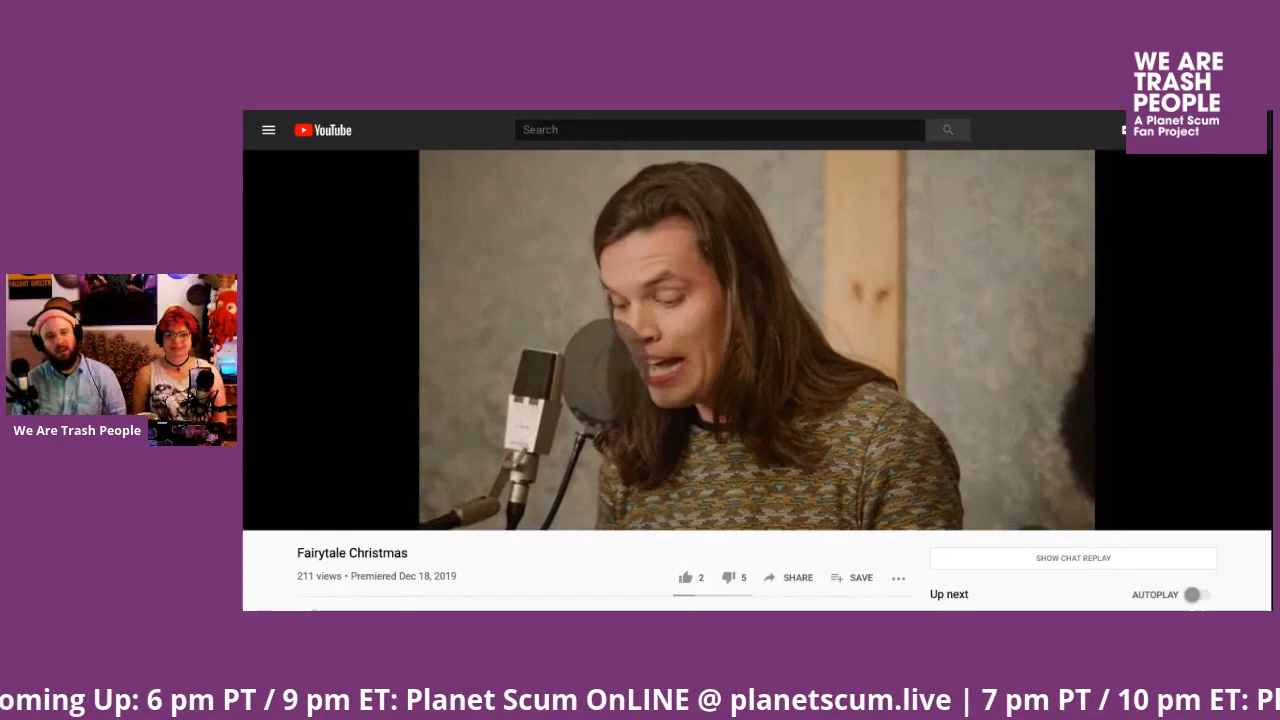 WE ARE
TRASH
PEOPLE
A Planet Scum
Fan Project
YouTube
Search
FALLOUT SHELTER
We Are Trash People
Fairytale Christmas
211 views • Premiered Dec 18, 2019
2
5
SHARE
SAVE
SHOW CHAT REPLAY
Up next
AUTOPLAY
oming Up: 6 pm PT / 9 pm ET: Planet Scum OnLINE @ planetscum.live | 7 pm PT / 10 pm ET: Pl